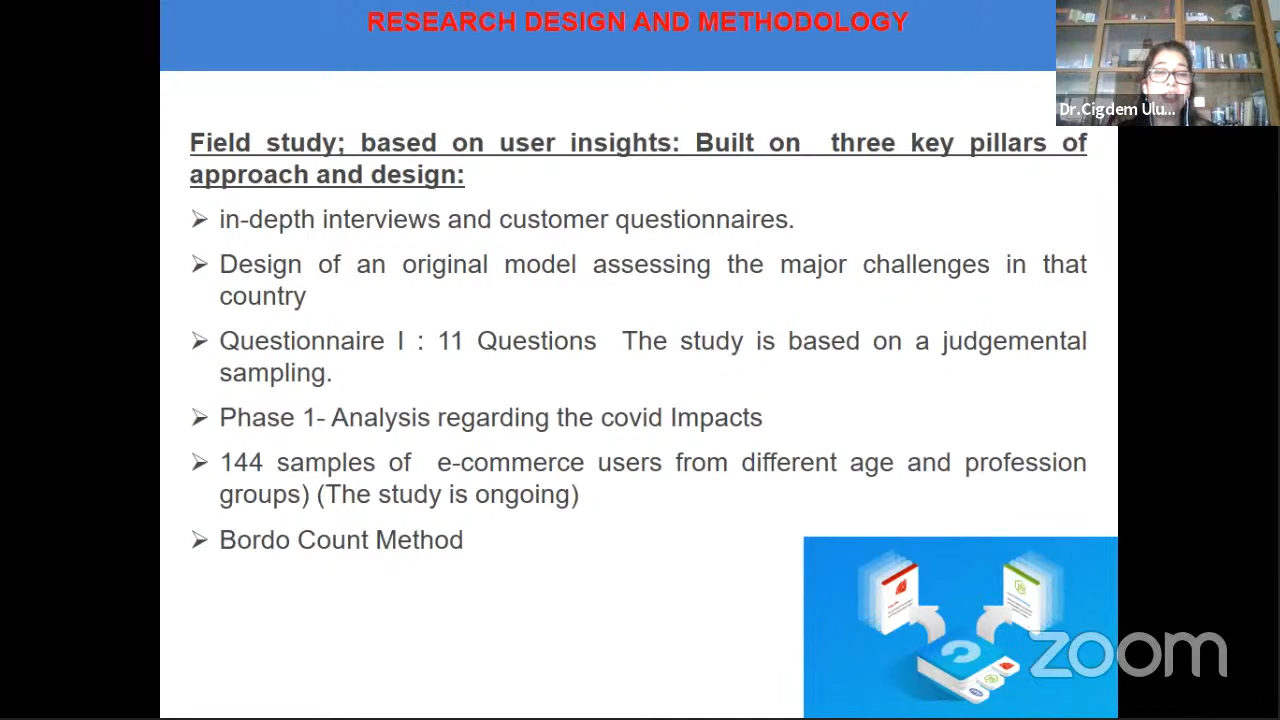 RESEARCH DESIGN AND METHODOLOGY
Dr.Cigdem Ulu...
Field study; based on user insights: Built on three key pillars of
approach and design:
➢ in-depth interviews and customer questionnaires.
➢ Design of an original model assessing the major challenges in that
country
➢ Questionnaire I : 11 Questions The study is based on a judgemental
sampling.
➢ Phase 1- Analysis regarding the covid Impacts
➢ 144 samples of e-commerce users from different age and profession
groups) (The study is ongoing)
➢ Bordo Count Method
zoom